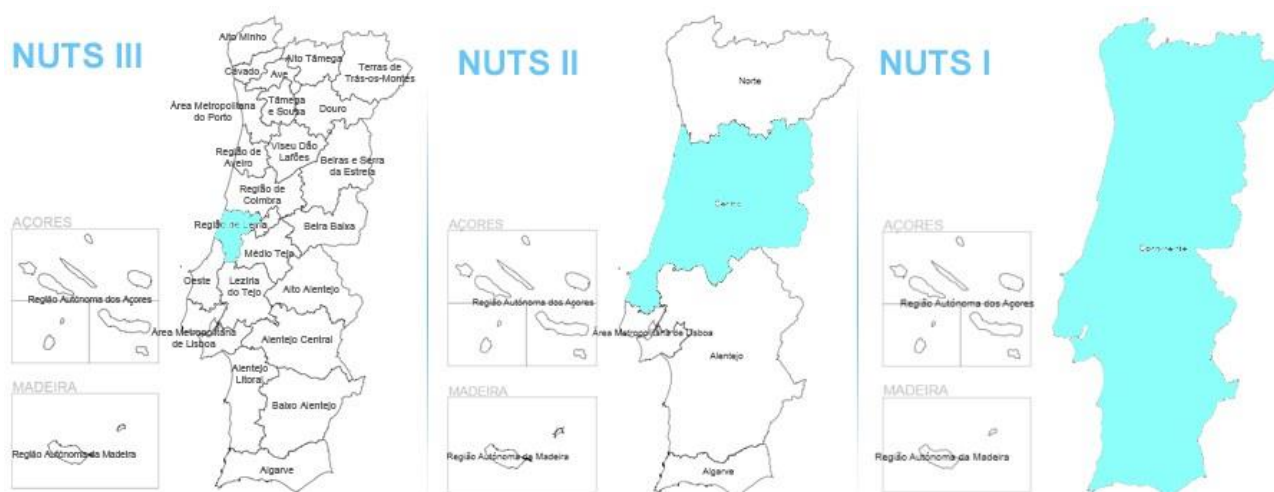 NUTS III
Alto Minho
Alto Tâmega
Terras de
Trás-os-Montes
Cávado
Ave
Área Metropolitana
do Porto
Tâmega
e Sousa
Douro
Região de
Aveiro
Viseu Dão
Lafões
Beiras e Serra
da Estrela
Região de
Coimbra
Região de Leiria
Beira Baixa
Médio Tejo
Oeste
Lezíria
do Tejo
Alto Alentejo
Área Metropolitana
de Lisboa
Alentejo Central
Alentejo
Litoral
Baixo Alentejo
Algarve
AÇORES
Região Autónoma dos Açores
MADEIRA
Região Autónoma da Madeira
NUTS II
Norte
Centro
Área Metropolitana de Lisboa
Alentejo
Algarve
AÇORES
Região Autónoma dos Açores
MADEIRA
Região Autónoma da Madeira
NUTS I
Continente
AÇORES
Região Autónoma dos Açores
MADEIRA
Região Autónoma da Madeira